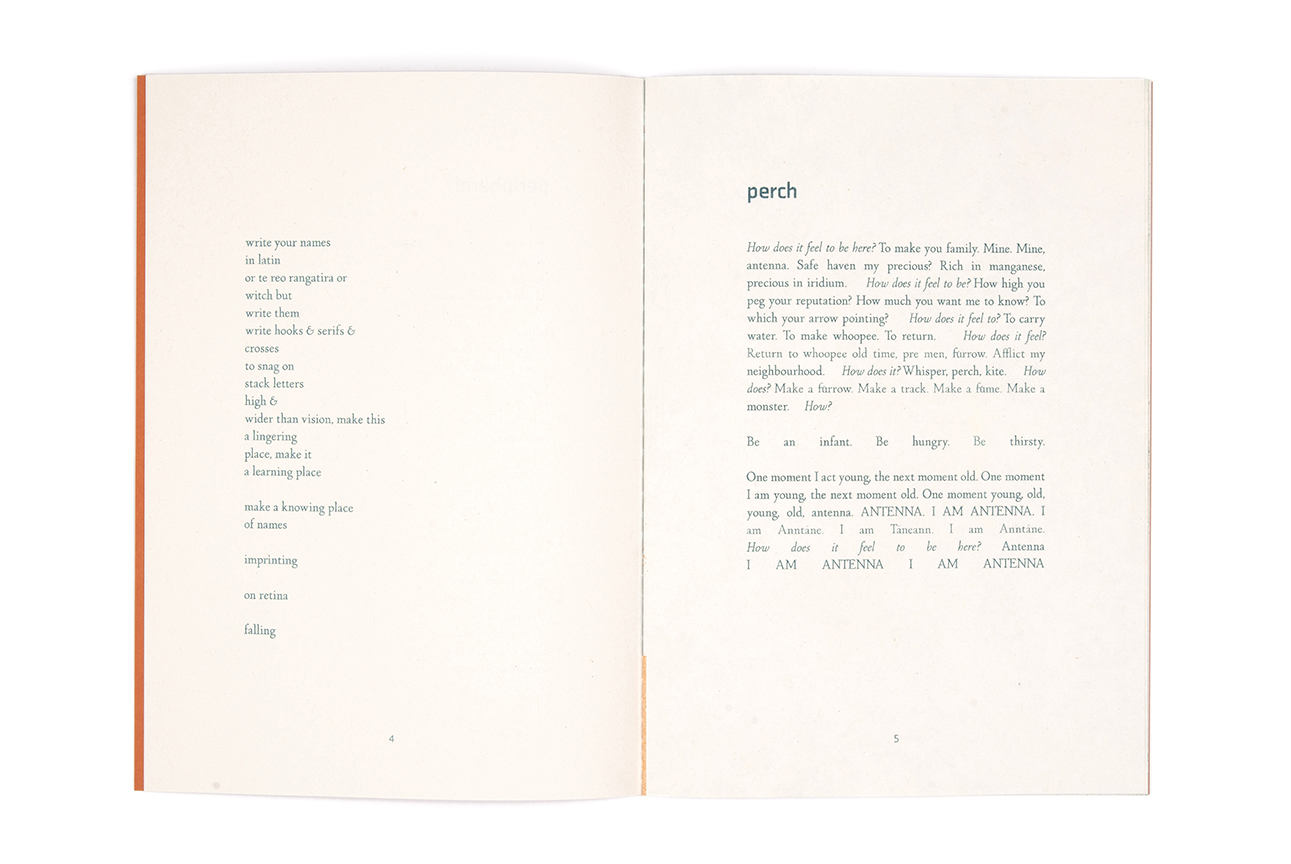 write your names
in latin
or te reo rangatira or
witch but
write them
write hooks & serifs &
crosses
to snag on
stack letters
high &
wider than vision, make this
a lingering
place, make it
a learning place
make a knowing place
of names
imprinting
on retina
falling
4
perch
How does it feel to be here? To make you family. Mine. Mine,
antenna. Safe haven my precious? Rich in manganese,
precious in iridium. How does it feel to be? How high you
peg your reputation? How much you want me to know? To
which your arrow pointing? How does it feel to? To carry
water. To make whoopee. To return. How does it feel?
Return to whoopee old time, pre men, furrow. Afflict my
neighbourhood. How does it? Whisper, perch, kite. How
does? Make a furrow. Make a track. Make a fume. Make a
monster. How?
Be an infant. Be hungry. Be thirsty.
One moment I act young, the next moment old. One moment
I am young, the next moment old. One moment young, old,
young, old, antenna. ANTENNA. I AM ANTENNA. I
am Anntáne. I am Táneann. I am Anntáne.
How does it feel to be here? Antenna
I AM ANTENNA I AM ANTENNA
5